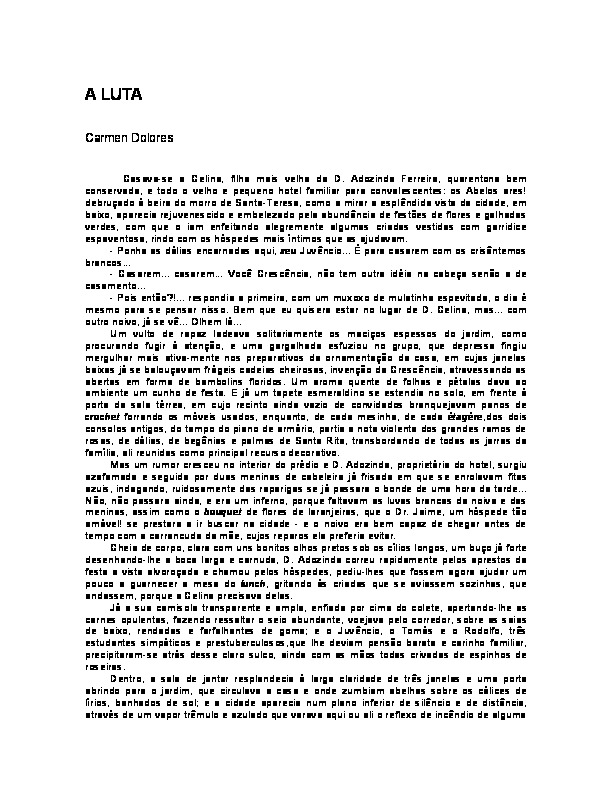 A LUTA
Carmen Dolores
Casava-se a Celina, filha mais velha da D. Adozinda Ferreira, quarentona bem
conservada, e todo o velho e pequeno hotel familiar para convalescentes: os Abelos ares!
debruçado à beira do morro de Santa-Teresa, como a mirar a esplêndida vista da cidade, em
baixo, aparecia rejuvenescido e embelezado pela abundância de festões de flores e galhadas
verdes, com que o iam enfeitando alegremente algumas criadas vestidas com garridice
espaventosa, rindo com os hóspedes mais íntimos que as ajudavam.
- Ponha as dálias encarnadas aqui, seu Juvêncio... É para casarem com os crisântemos
brancos...
- Casarem... casarem... Você Crescência, não tem outra idéia na cabeça senão a de
casamento...
- Pois então?!... respondia a primeira, com um muxoxo de mulatinha espevitada, o dia é
mesmo para se pensar nisso. Bem que eu quisera estar no lugar de D. Celina, mas... com
outro noivo, já se vê... Olhem lá...
Um vulto de rapaz ladeava solitariamente os maciços espessos do jardim, como
procurando fugir à atenção, e uma gargalhada esfuziou no grupo, que depressa fingiu
mergulhar mais ativa-mente nos preparativos da ornamentação da casa, em cujas janelas
baixas já se balouçavam frágeis cadeias cheirosas, invenção da Crescência, atravessando as
abertas em forma de bambolins floridos. Um aroma quente de folhas e pétalas dava ao
ambiente um cunho de festa. E já um tapete esmeraldino se estendia no solo, em frente à
porta da sala térrea, em cujo recinto ainda vazio de convidados branquejavam panos de
crochet forrando os móveis usados, enquanto, de cada mesinha, de cada étagère,dos dois
consolos antigos, do tampo do piano de armário, partia a nota violenta dos grandes ramos de
rosas, de dálias, de begônias e palmas de Santa Rita, transbordando de todas as jarras da
família, ali reunidas como principal recurso decorativo.
Mas um rumor cresceu no interior do prédio e D. Adozinda, proprietária do hotel, surgiu
azafamada e seguida por duas meninas de cabeleira já frisada em que se enrolavam fitas
azuis, indagando, ruidosamente das raparigas se já passara o bonde de uma hora da tarde...
Não, não passara ainda, e era um inferno, porque faltavam as luvas brancas da noiva e das
meninas, assim como o bouquet de flores de laranjeiras, que o Dr. Jaime, um hóspede tão
amável! se prestara a ir buscar na cidade - e o noivo era bem capaz de chegar antes de
tempo com a carrancuda da mãe, cujos reparos ela preferia evitar.
Cheia de corpo, clara com uns bonitos olhos pretos sob os cílios longos, um buço já forte
desenhando-lhe a boca larga e carnuda, D. Adozinda correu rapidamente pelos aprestos da
festa a vista alvoroçada e chamou pelos hóspedes, pediu-lhes que fossem agora ajudar um
pouco a guarnecer a mesa do lunch, gritando às criadas que se aviassem sozinhas, que
andassem, porque a Celina precisava delas.
Já a sua camisola transparente e ampla, enfiada por cima do colete, apertando-lhe as
carnes opulentas, fazendo ressaltar o seio abundante, voejava pelo corredor, sobre as saias
de baixo, rendadas e farfalhantes de goma; e o Juvêncio, o Tomás e o Rodolfo, três
estudantes simpáticos e prestuberculosos,que lhe deviam pensão barata e carinho familiar,
precipitaram-se atrás desse claro sulco, ainda com as mãos todas crivadas de espinhos de
roseiras.
Dentro, a sala de jantar resplandecia à larga claridade de três janelas e uma porta
abrindo para o jardim, que circulava a casa e onde zumbiam abelhas sobre os cálices de
lírios, banhados de sol; e a cidade aparecia num plano inferior de silêncio e de distância,
através de um vapor trêmulo e azulado que varava aqui ou ali o reflexo de incêndio de alguma